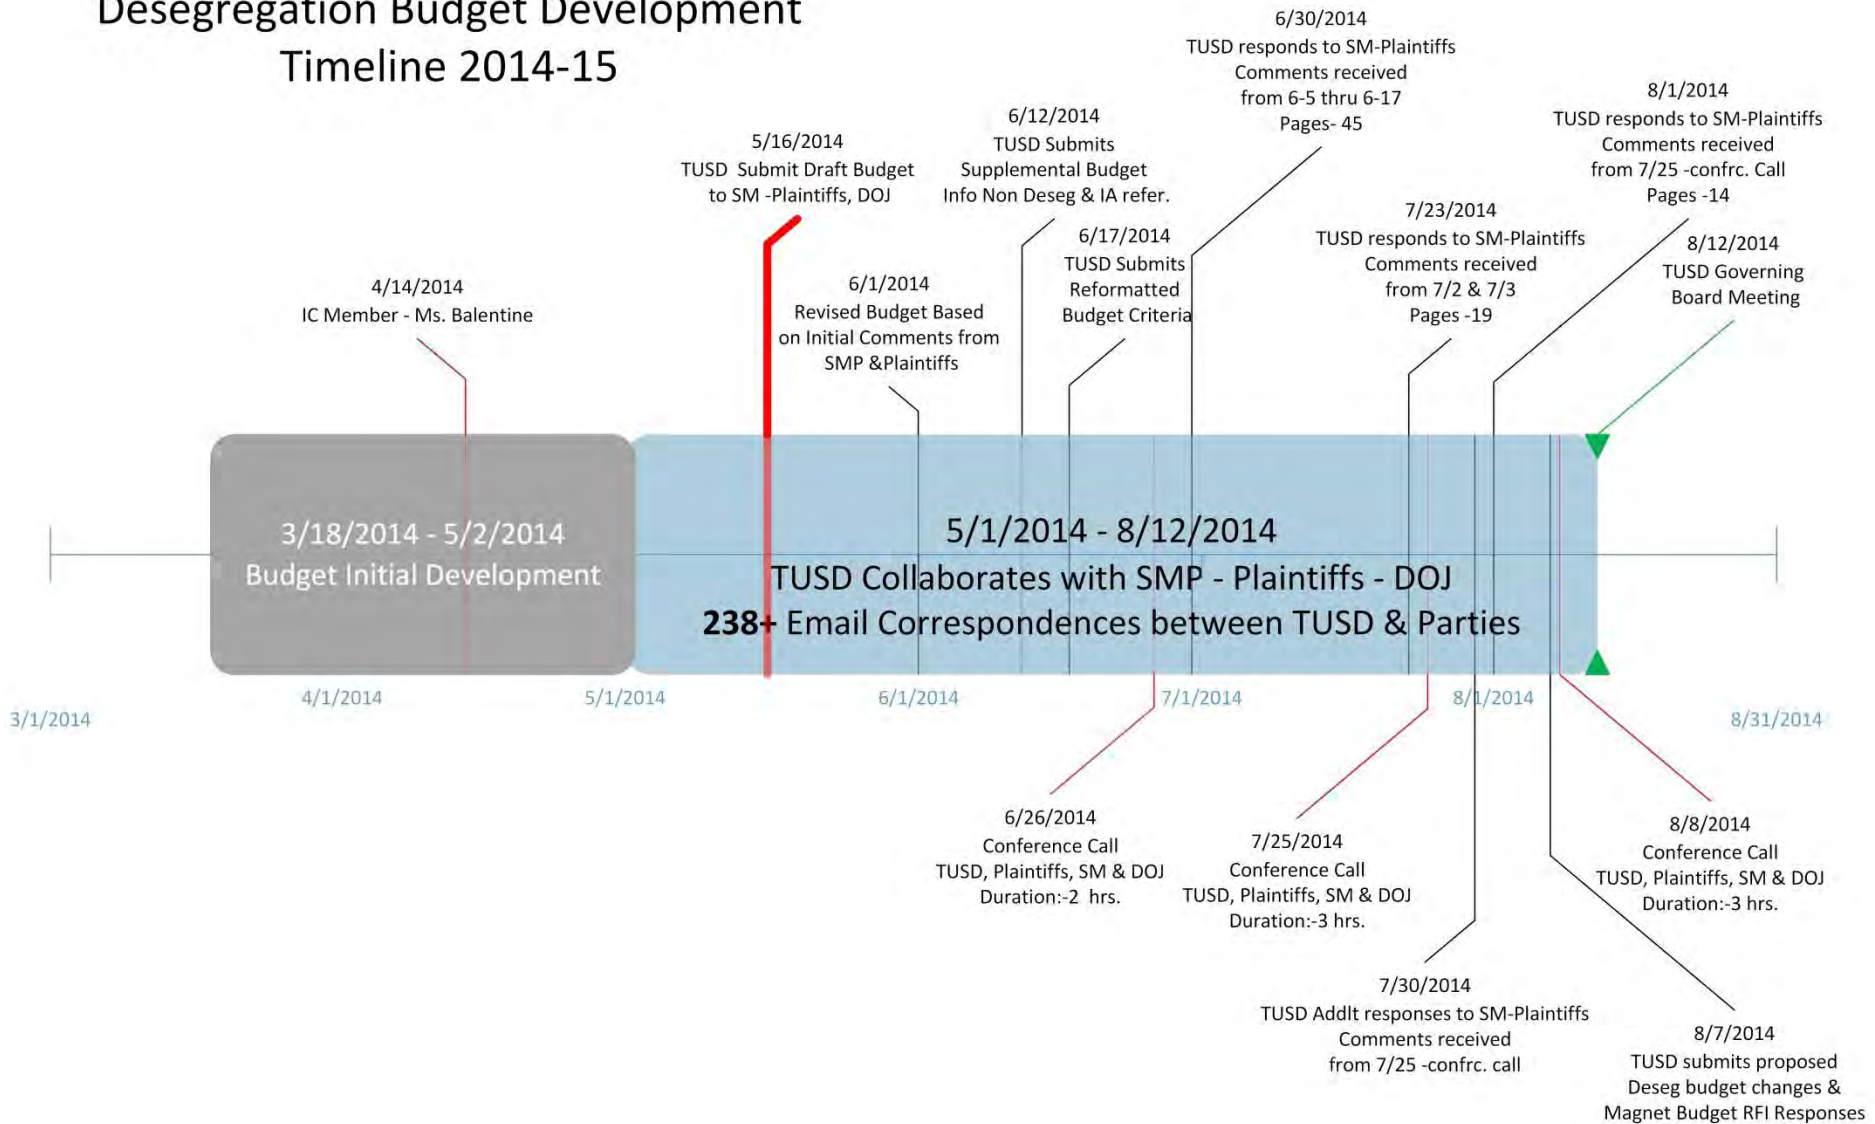 Desegregation Budget Development
Timeline 2014-15
4/14/2014
IC Member - Ms. Balentine
5/16/2014
TUSD  Submit Draft Budget
to SM -Plaintiffs, DOJ
6/1/2014
Revised Budget Based
on Initial Comments from
SMP &Plaintiffs
6/12/2014
TUSD Submits
Supplemental Budget
Info Non Deseg & IA refer.
6/17/2014
TUSD Submits
Reformatted
Budget Criteria
6/30/2014
TUSD responds to SM-Plaintiffs
Comments received
from 6-5 thru 6-17
Pages- 45
7/23/2014
TUSD responds to SM-Plaintiffs
Comments received
from 7/2 & 7/3
Pages -19
8/1/2014
TUSD responds to SM-Plaintiffs
Comments received
from 7/25 -confrc. Call
Pages -14
8/12/2014
TUSD Governing
Board Meeting
3/18/2014 - 5/2/2014
Budget Initial Development
5/1/2014 - 8/12/2014
TUSD Collaborates with SMP - Plaintiffs - DOJ
238+ Email Correspondences between TUSD & Parties
3/1/2014
4/1/2014
5/1/2014
6/1/2014
7/1/2014
8/1/2014
8/31/2014
6/26/2014
Conference Call
TUSD, Plaintiffs, SM & DOJ
Duration:-2  hrs.
7/25/2014
Conference Call
TUSD, Plaintiffs, SM & DOJ
Duration:-3 hrs.
8/8/2014
Conference Call
TUSD, Plaintiffs, SM & DOJ
Duration:-3 hrs.
7/30/2014
TUSD Addlt responses to SM-Plaintiffs
Comments received
from 7/25 -confrc. call
8/7/2014
TUSD submits proposed
Deseg budget changes &
Magnet Budget RFI Responses